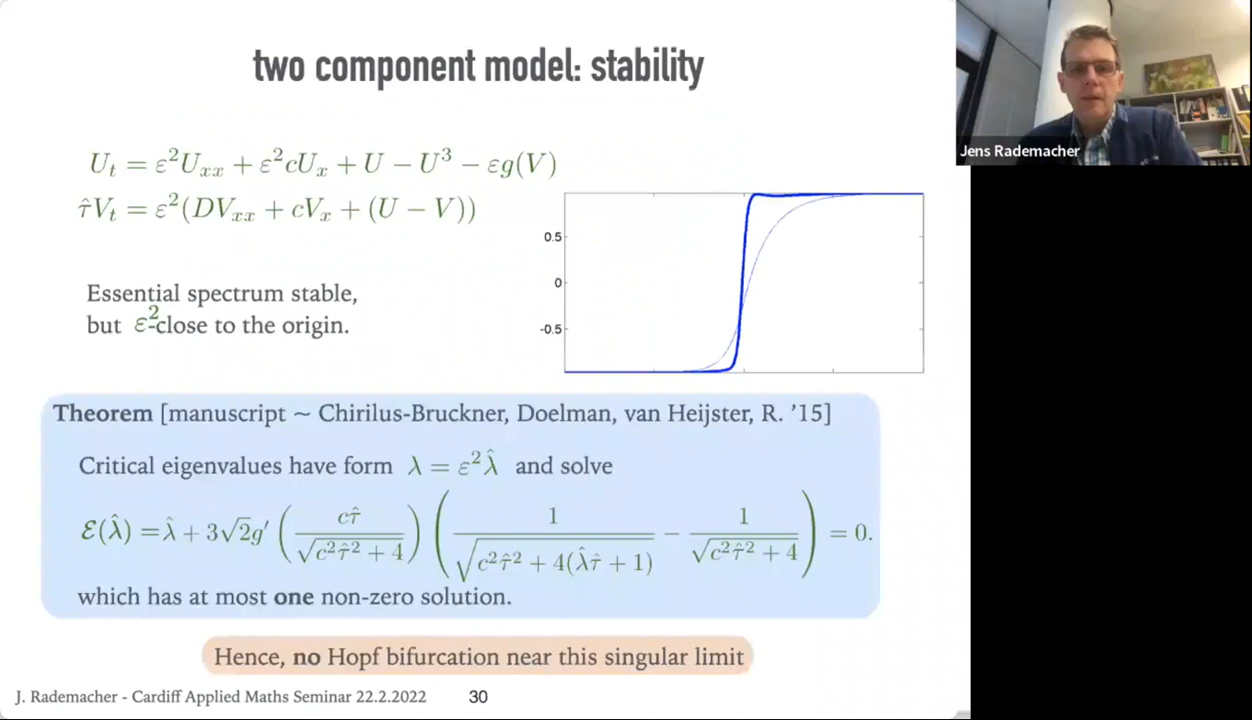 two component model: stability
Jens Rademacher
U_t = ε²U_xx + ε²cU_x + U − U³ − εg(V)
τ̂V_t = ε²(DV_xx + cV_x + (U − V))
0.5
0
-0.5
Essential spectrum stable,
but ε²-close to the origin.
Theorem [manuscript ~ Chirilus-Bruckner, Doelman, van Heijster, R. '15]
Critical eigenvalues have form λ = ε²λ̂ and solve
ℰ(λ̂) = λ̂ + 3√2g′ (cτ̂ / √(c²τ̂² + 4)) (1 / √(c²τ̂² + 4(λ̂τ̂ + 1)) − 1 / √(c²τ̂² + 4)) = 0.
which has at most one non-zero solution.
Hence, no Hopf bifurcation near this singular limit
J. Rademacher - Cardiff Applied Maths Seminar 22.2.2022 30